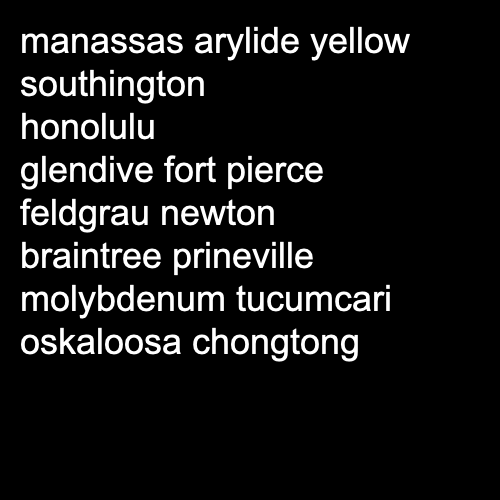 manassas arylide yellow
southington
honolulu
glendive fort pierce
feldgrau newton
braintree prineville
molybdenum tucumcari
oskaloosa chongtong